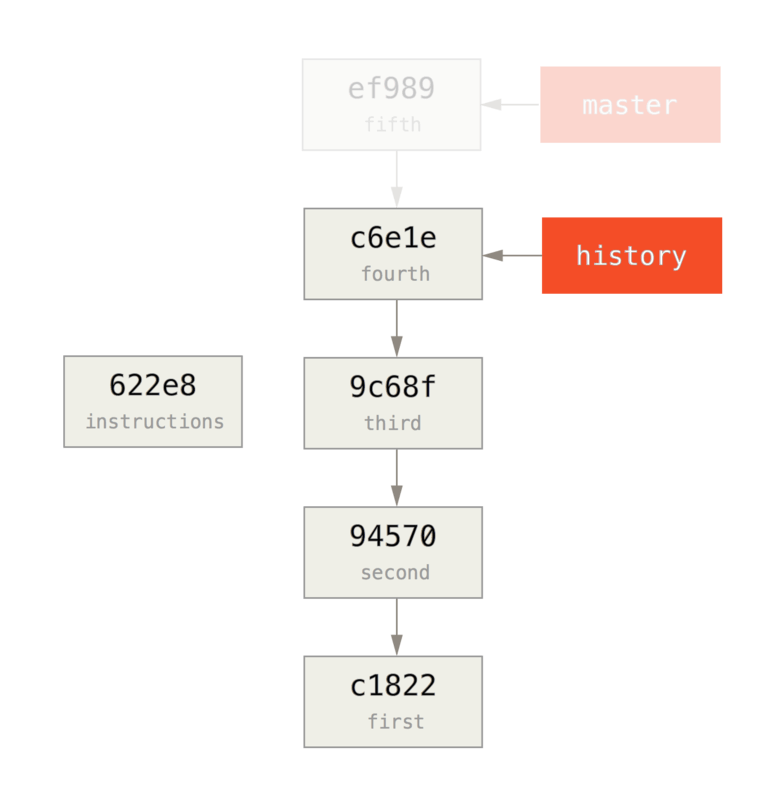 ef989
fifth
master
c6e1e
fourth
history
622e8
instructions
9c68f
third
94570
second
c1822
first